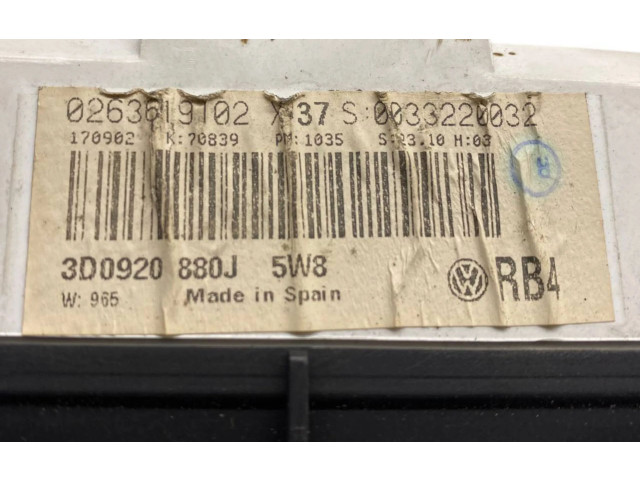 0263619102 X 37 S:0033220032
170902 K:70839 PM:1035 S:23.10 H:03
3D0920 880J 5W8 RB4
W: 965 Made in Spain